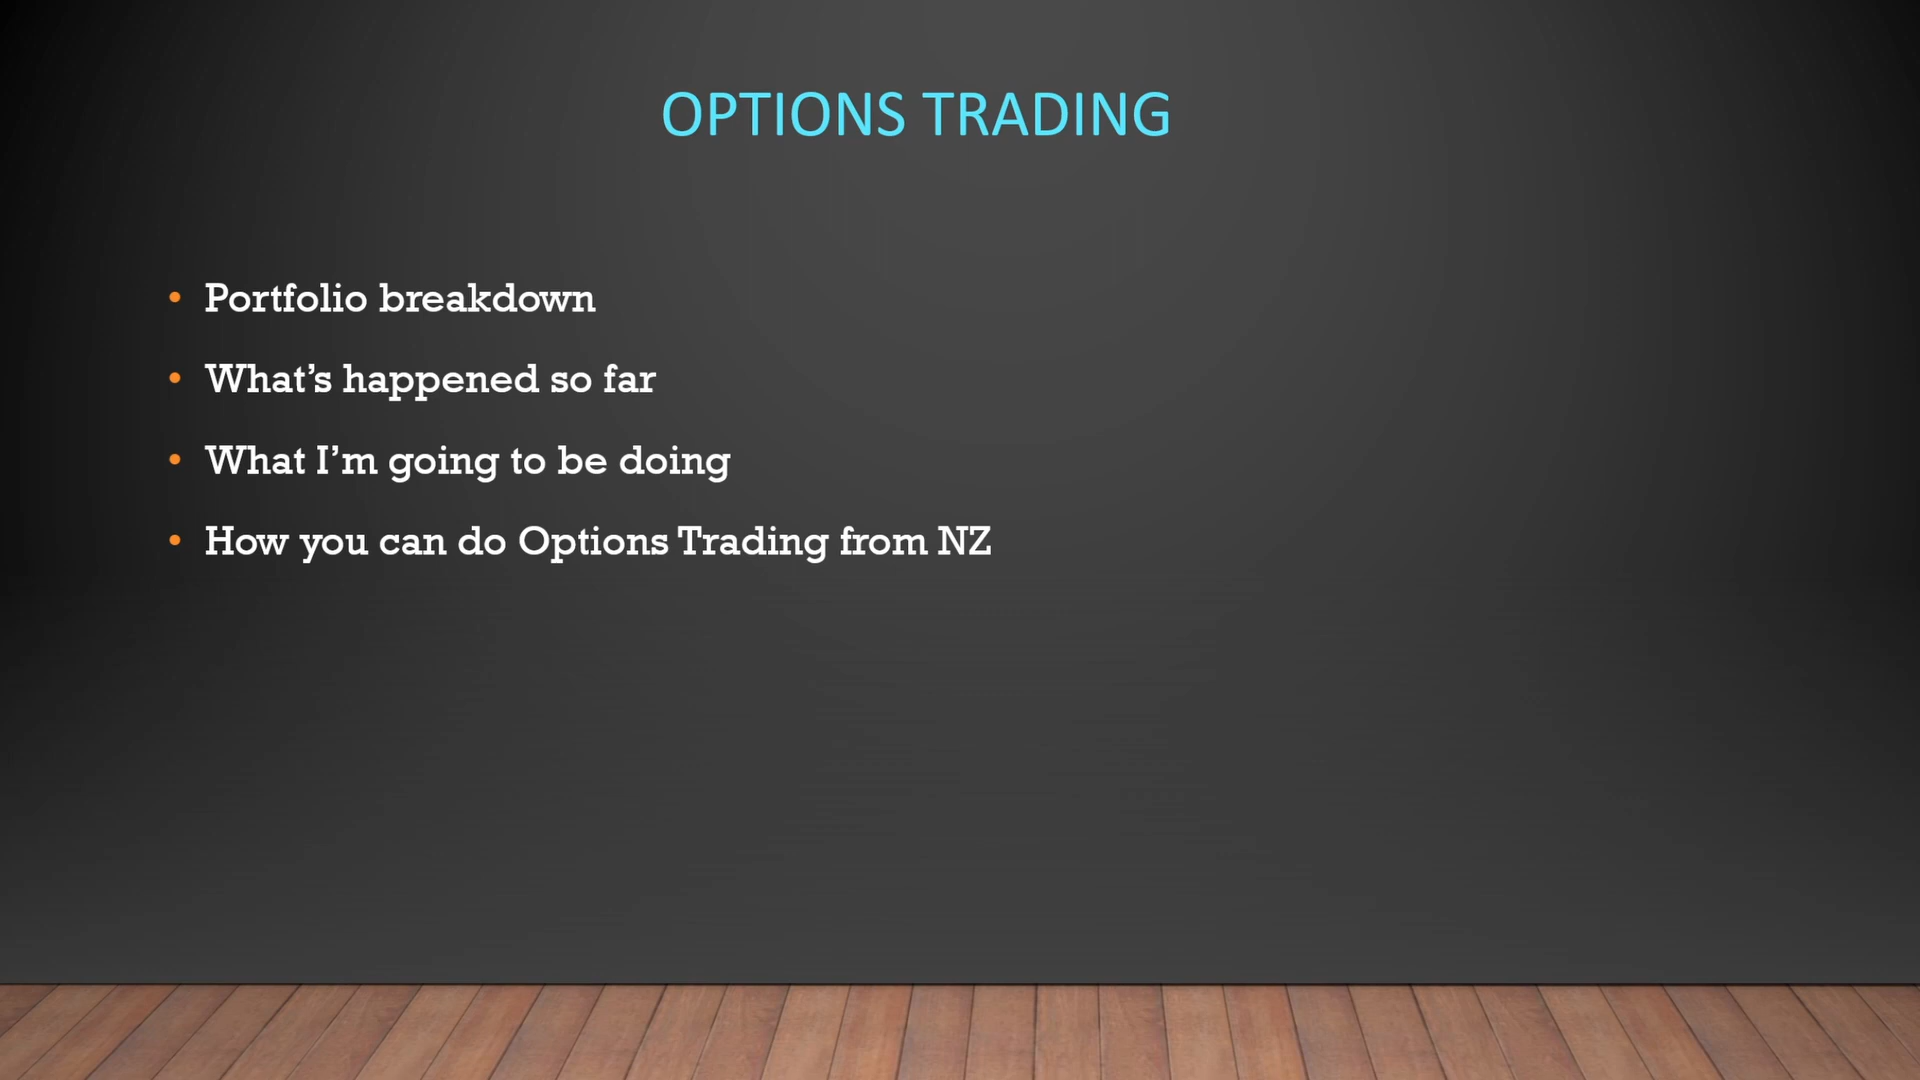 OPTIONS TRADING
• Portfolio breakdown
• What’s happened so far
• What I’m going to be doing
• How you can do Options Trading from NZ